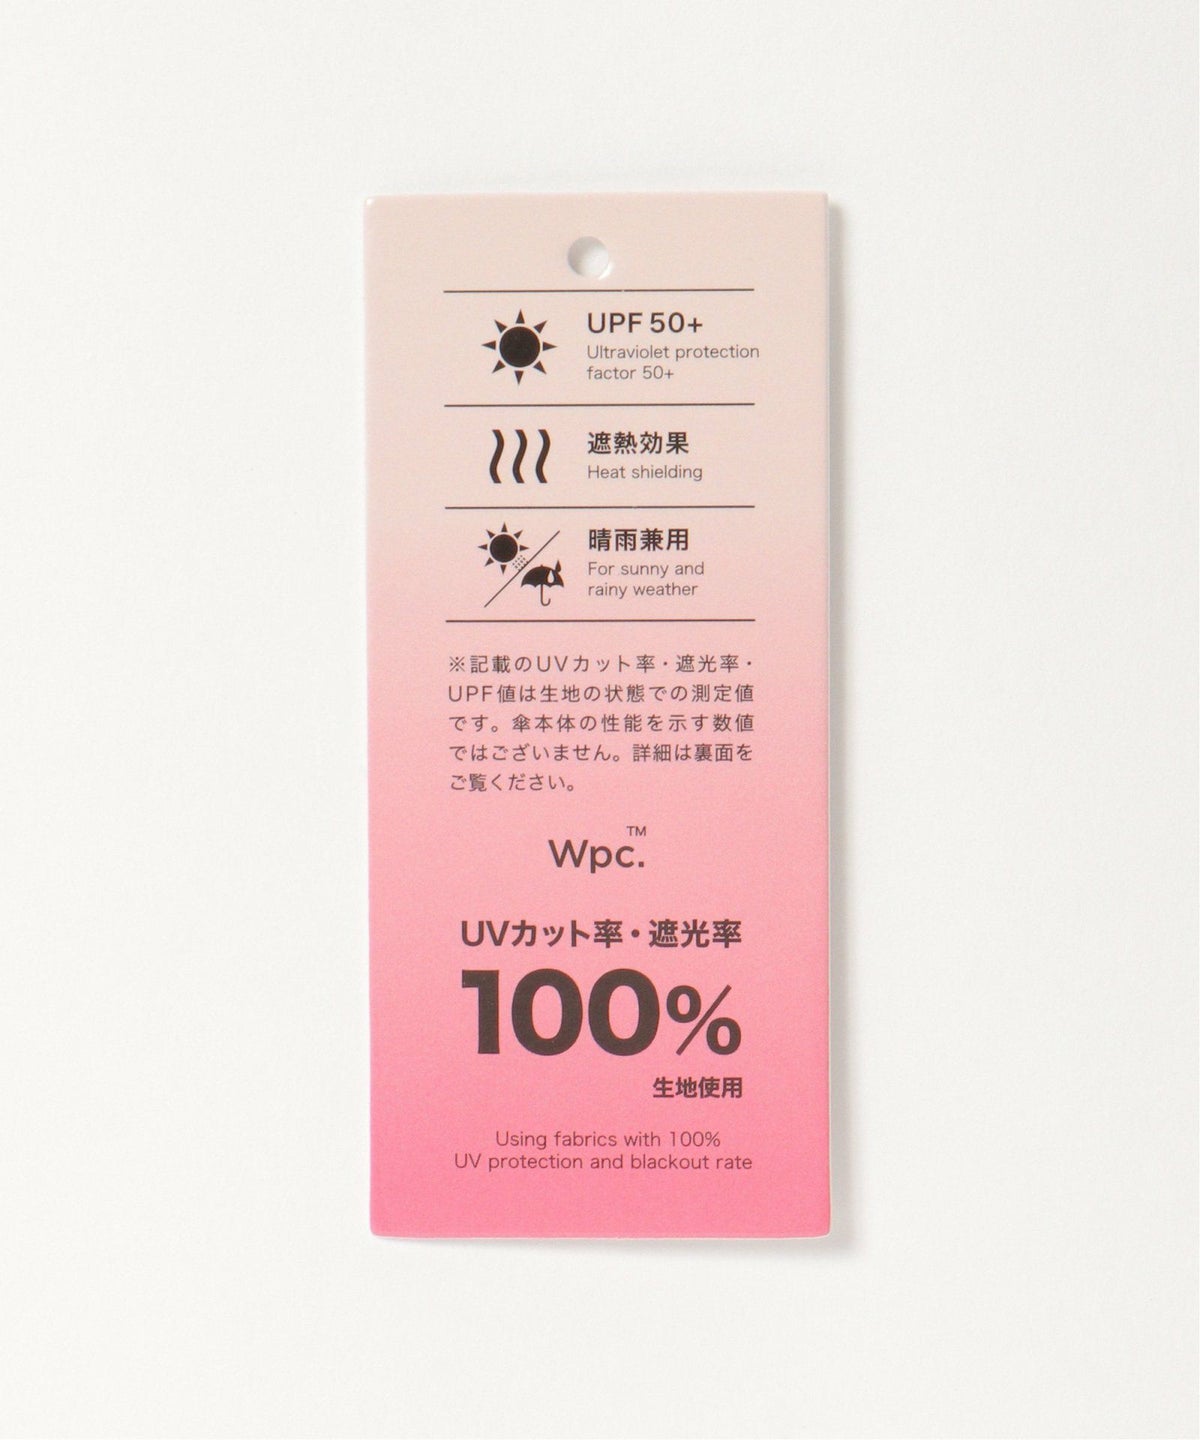 UPF 50+
Ultraviolet protection
factor 50+
遮熱効果
Heat shielding
晴雨兼用
For sunny and
rainy weather
※記載のUVカット率・遮光率・
UPF値は生地の状態での測定値
です。傘本体の性能を示す数値
ではございません。詳細は裏面を
ご覧ください。
Wpc.™
UVカット率・遮光率
100%
生地使用
Using fabrics with 100%
UV protection and blackout rate